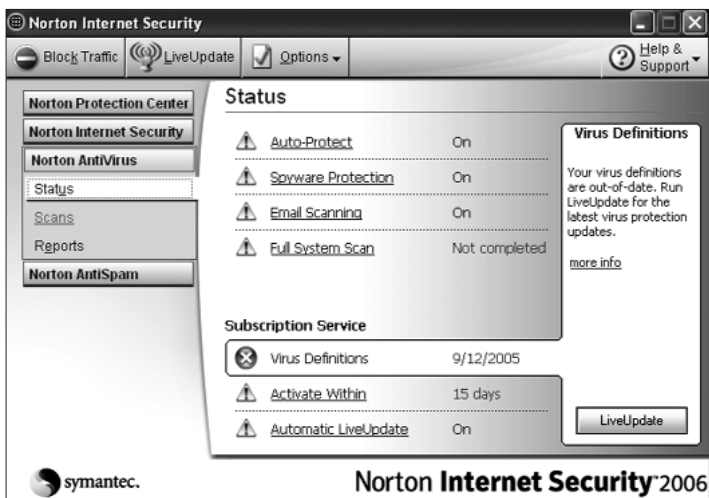 Norton Internet Security
Block Traffic LiveUpdate Options Help & Support
Norton Protection Center
Norton Internet Security
Norton AntiVirus
Status
Scans
Reports
Norton AntiSpam
Status
Auto-Protect On
Spyware Protection On
Email Scanning On
Full System Scan Not completed
Subscription Service
Virus Definitions 9/12/2005
Activate Within 15 days
Automatic LiveUpdate On
Virus Definitions
Your virus definitions
are out-of-date. Run
LiveUpdate for the
latest virus protection
updates.
more info
LiveUpdate
symantec.
Norton Internet Security™2006